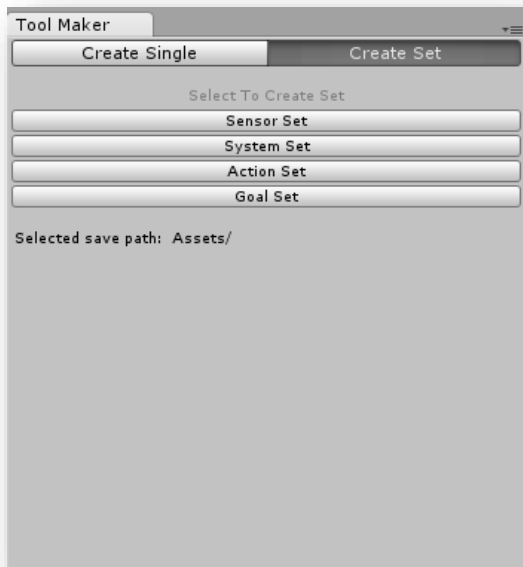 Tool Maker
Create Single Create Set
Select To Create Set
Sensor Set
System Set
Action Set
Goal Set
Selected save path: Assets/